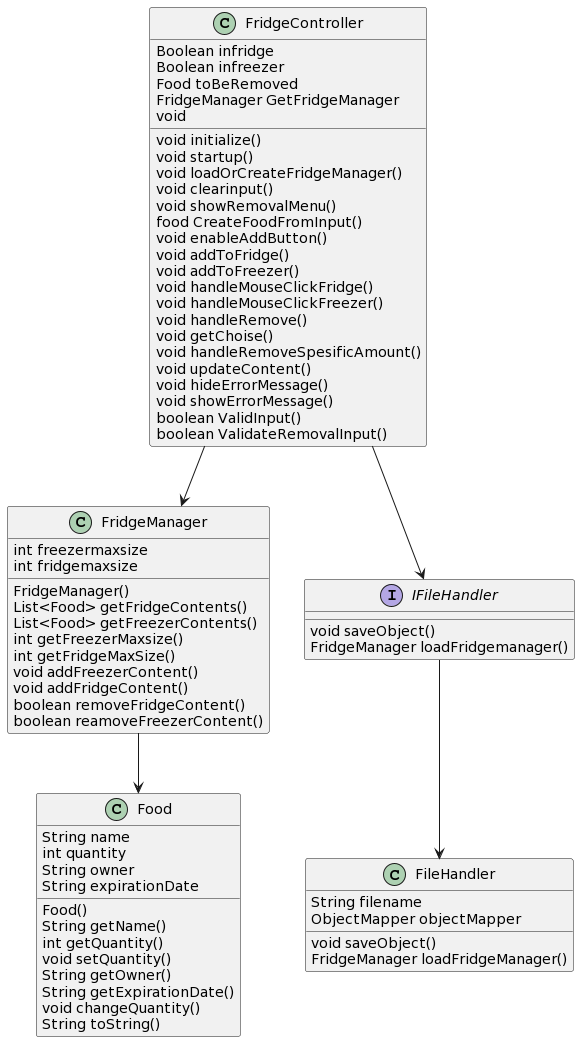 C FridgeController
Boolean infridge
Boolean infreezer
Food toBeRemoved
FridgeManager GetFridgeManager
void
void initialize()
void startup()
void loadOrCreateFridgeManager()
void clearinput()
void showRemovalMenu()
food CreateFoodFromInput()
void enableAddButton()
void addToFridge()
void addToFreezer()
void handleMouseClickFridge()
void handleMouseClickFreezer()
void handleRemove()
void getChoise()
void handleRemoveSpesificAmount()
void updateContent()
void hideErrorMessage()
void showErrorMessage()
boolean ValidInput()
boolean ValidateRemovalInput()
C FridgeManager
int freezermaxsize
int fridgemaxsize
FridgeManager()
List<Food> getFridgeContents()
List<Food> getFreezerContents()
int getFreezerMaxsize()
int getFridgeMaxSize()
void addFreezerContent()
void addFridgeContent()
boolean removeFridgeContent()
boolean reamoveFreezerContent()
I IFileHandler
void saveObject()
FridgeManager loadFridgemanager()
C Food
String name
int quantity
String owner
String expirationDate
Food()
String getName()
int getQuantity()
void setQuantity()
String getOwner()
String getExpirationDate()
void changeQuantity()
String toString()
C FileHandler
String filename
ObjectMapper objectMapper
void saveObject()
FridgeManager loadFridgeManager()